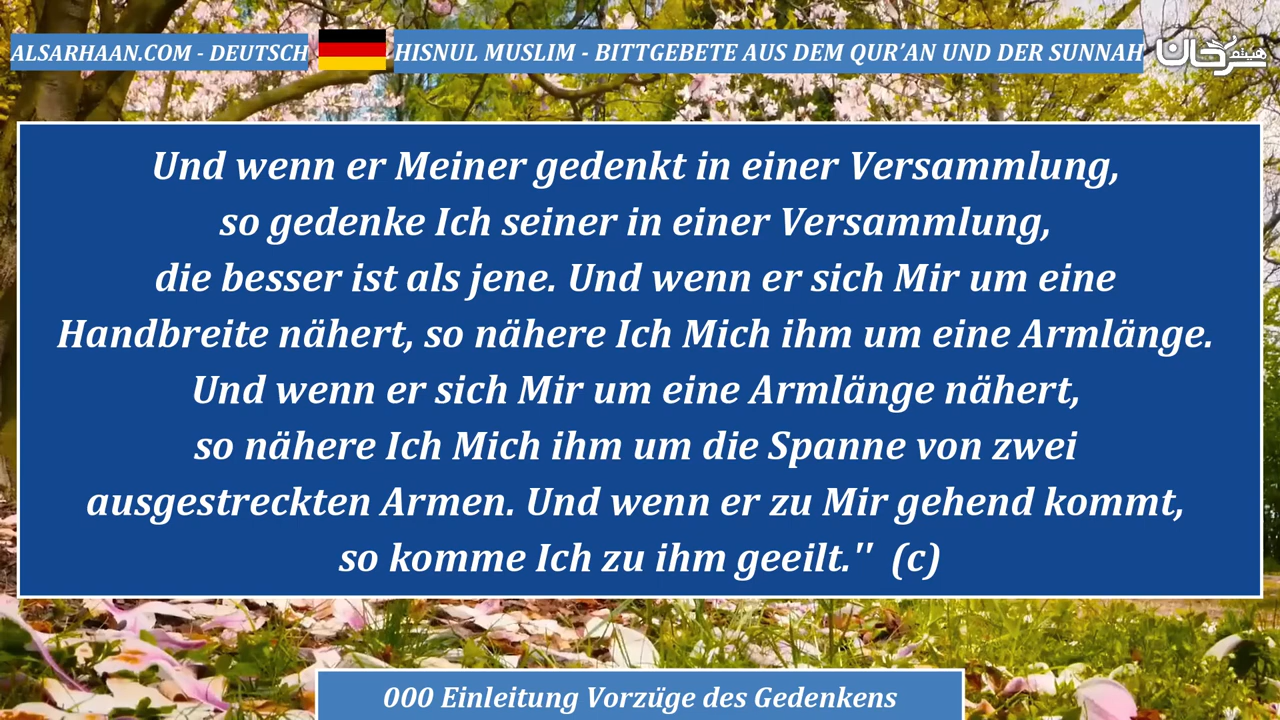 ALSARHAAN.COM - DEUTSCH
HISNUL MUSLIM - BITTGEBETE AUS DEM QUR’AN UND DER SUNNAH
هيثم سرحان
Und wenn er Meiner gedenkt in einer Versammlung,
so gedenke Ich seiner in einer Versammlung,
die besser ist als jene. Und wenn er sich Mir um eine
Handbreite nähert, so nähere Ich Mich ihm um eine Armlänge.
Und wenn er sich Mir um eine Armlänge nähert,
so nähere Ich Mich ihm um die Spanne von zwei
ausgestreckten Armen. Und wenn er zu Mir gehend kommt,
so komme Ich zu ihm geeilt." (c)
000 Einleitung Vorzüge des Gedenkens